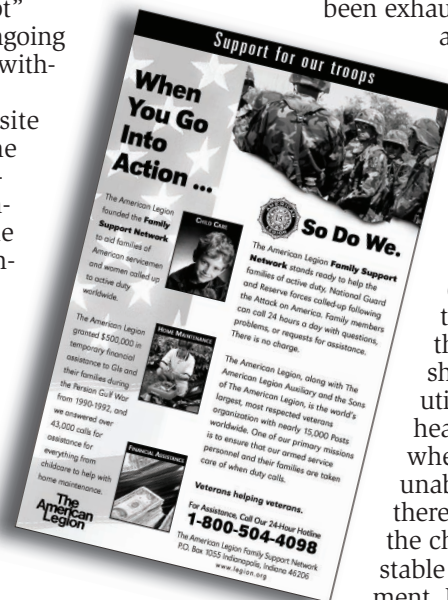 ot”
going
with-
site
been exhau
Support for our troops
When
You Go
Into
Action ...
The American Legion
founded the Family
Support Network
to aid families of
American servicemen
and women called up
to active duty
worldwide.
The American Legion
granted $500,000 in
temporary financial
assistance to GIs and
their families during
the Persian Gulf War
from 1990-1992, and
we answered over
43,000 calls for
assistance for
everything from
childcare to help with
home maintenance.
The
American
Legion
CHILD CARE
HOME MAINTENANCE
FINANCIAL ASSISTANCE
So Do We.
The American Legion Family Support
Network stands ready to help the
families of active duty, National Guard
and Reserve forces called-up following
the Attack on America. Family members
can call 24 hours a day with questions,
problems, or requests for assistance.
There is no charge.
The American Legion, along with The
American Legion Auxiliary and the Sons
of The American Legion, is the world's
largest, most respected veterans
organization with nearly 15,000 Posts
worldwide. One of our primary missions
is to ensure that our armed service
personnel and their families are taken
care of when duty calls.
Veterans helping veterans.
For Assistance, Call Our 24-Hour Hotline
1-800-504-4098
The American Legion Family Support Network
P.O. Box 1055 Indianapolis, Indiana 46206
www.legion.org
th
sh
uti
hea
whe
unab
there
the ch
stable
ment.